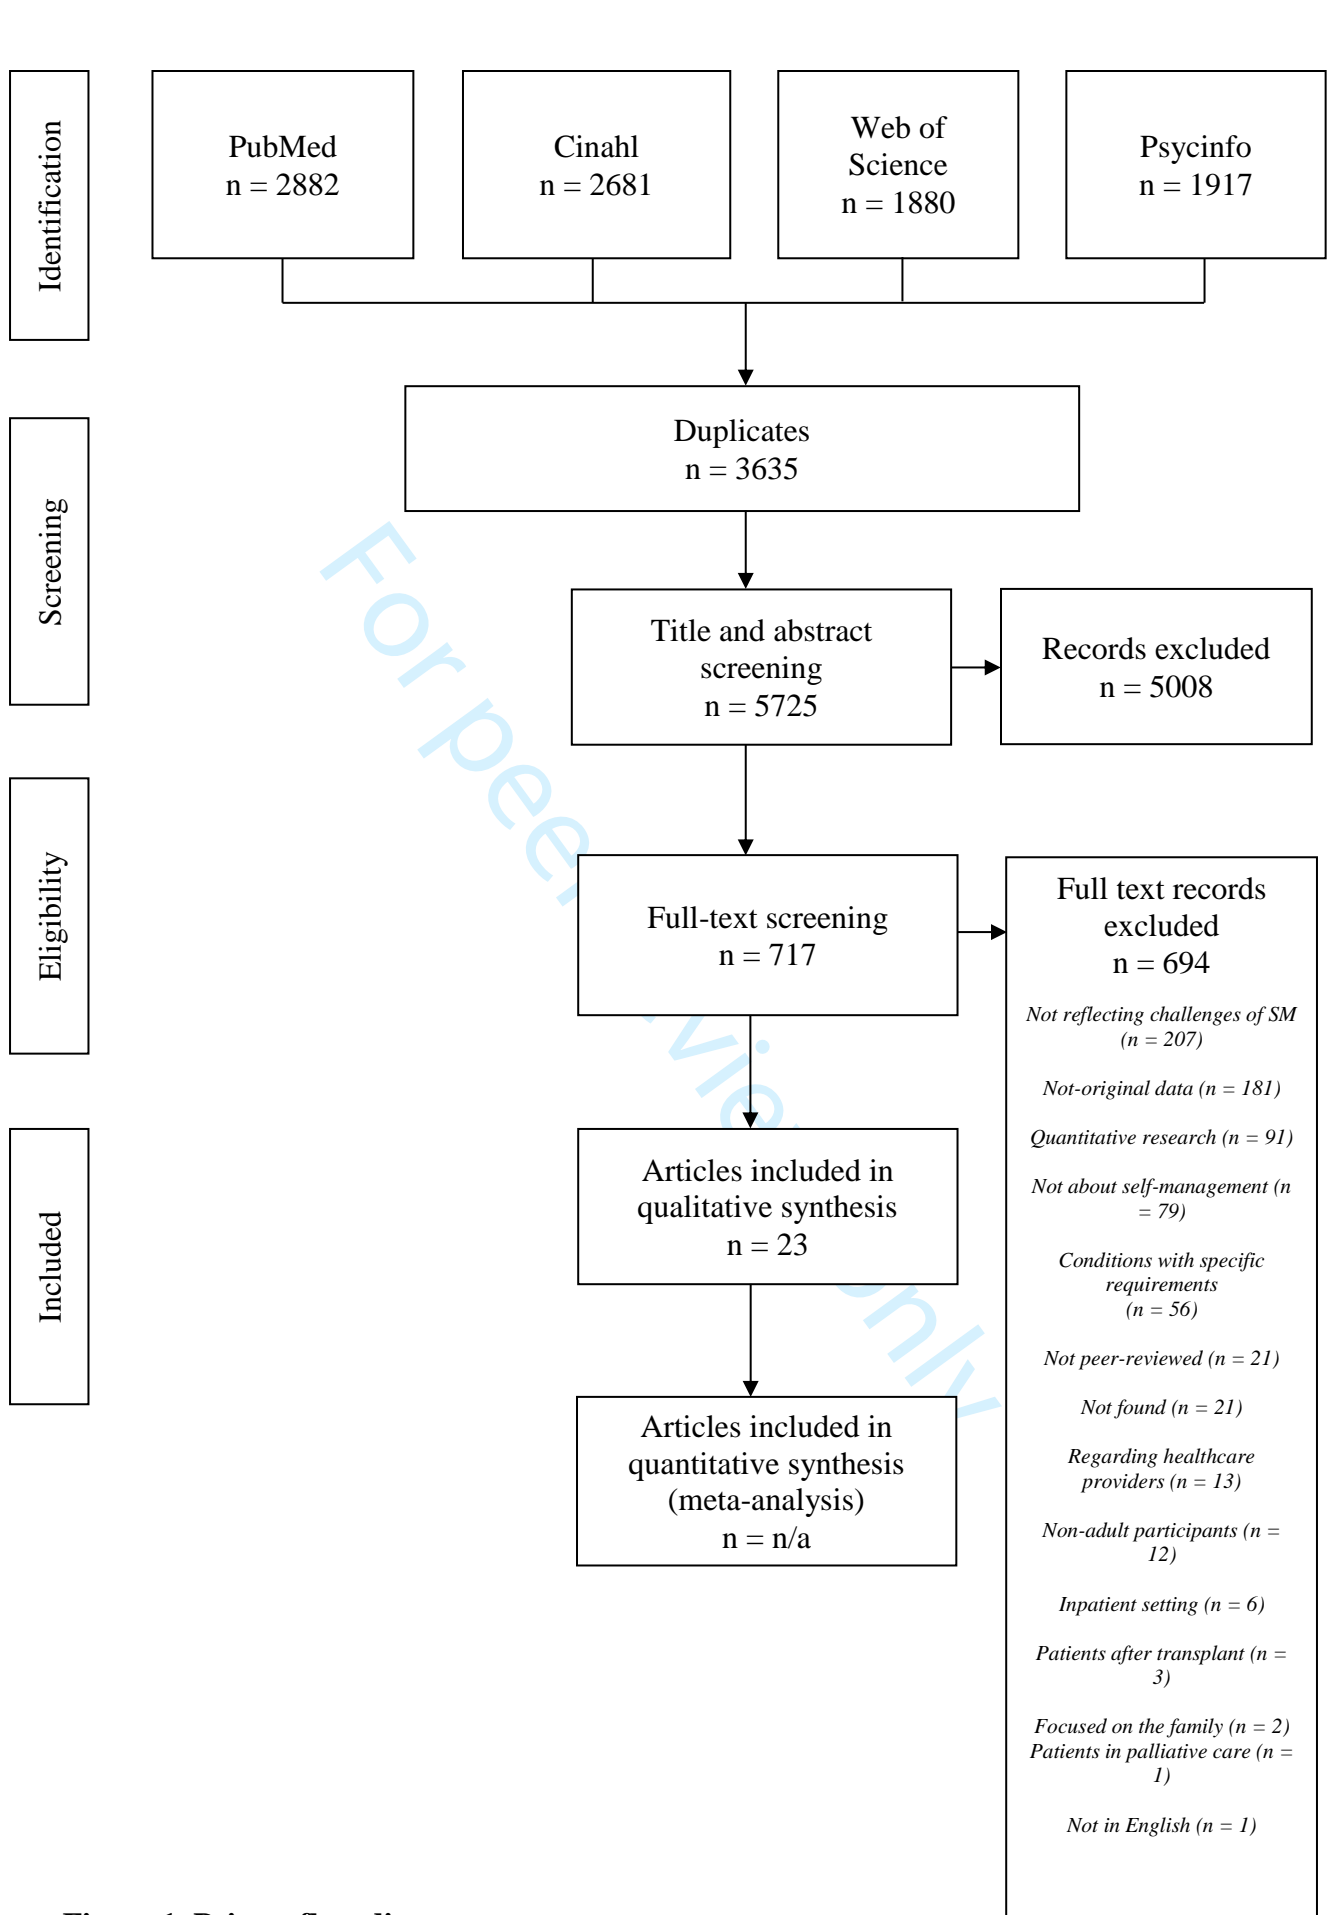 Identification
PubMed
n = 2882
Cinahl
n = 2681
Web of
Science
n = 1880
Psycinfo
n = 1917
Screening
Duplicates
n = 3635
Title and abstract
screening
n = 5725
Records excluded
n = 5008
Eligibility
Full-text screening
n = 717
Full text records
excluded
n = 694
Not reflecting challenges of SM
(n = 207)
Not-original data (n = 181)
Quantitative research (n = 91)
Not about self-management (n
= 79)
Conditions with specific
requirements
(n = 56)
Not peer-reviewed (n = 21)
Not found (n = 21)
Regarding healthcare
providers (n = 13)
Non-adult participants (n =
12)
Inpatient setting (n = 6)
Patients after transplant (n =
3)
Focused on the family (n = 2)
Patients in palliative care (n =
1)
Not in English (n = 1)
Included
Articles included in
qualitative synthesis
n = 23
Articles included in
quantitative synthesis
(meta-analysis)
n = n/a
For peer only